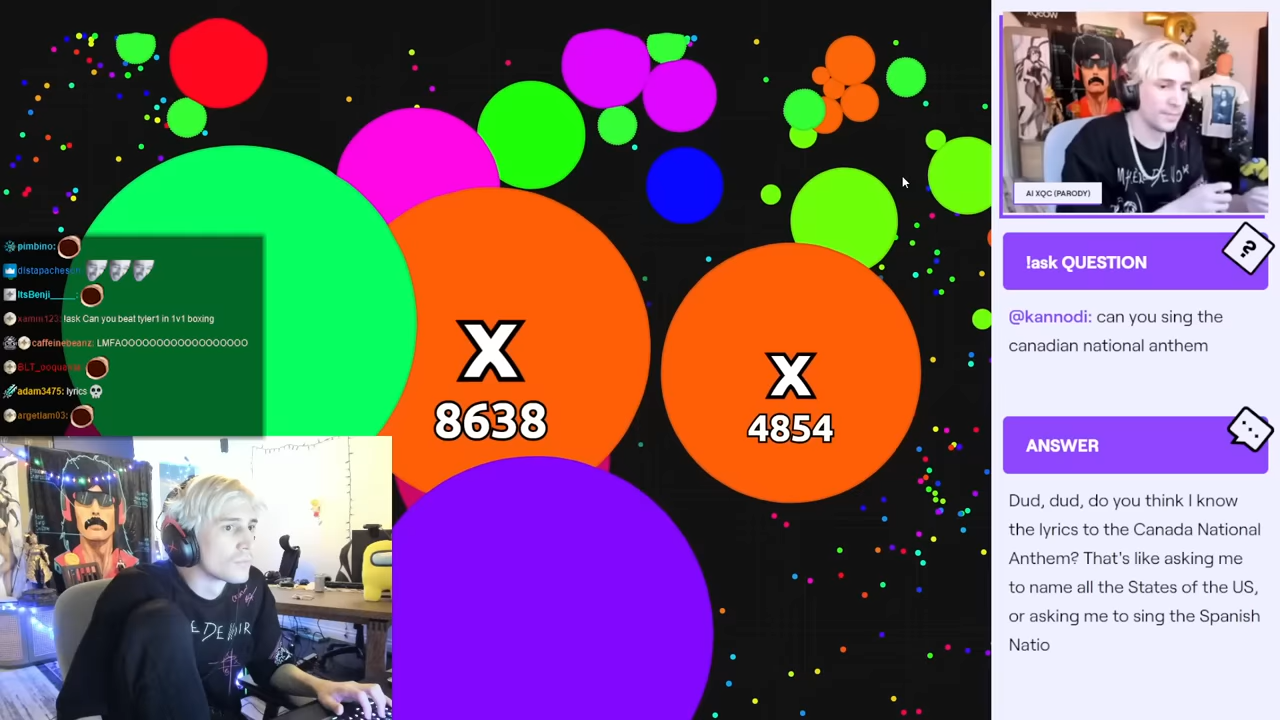 AI XQC (PARODY)
!ask QUESTION
?
@kannodi: can you sing the
canadian national anthem
ANSWER
Dud, dud, do you think I know
the lyrics to the Canada National
Anthem? That's like asking me
to name all the States of the US,
or asking me to sing the Spanish
Natio
X
8638
X
4854
pimbino:
distapaches
ItsBenji_____:
!ask Can you beat tyler1 in 1v1 boxing
caffeinebeanz: LMFAOOOOOOOOOOOOOOOOOO
adam3475: lyrics
argetlam03: